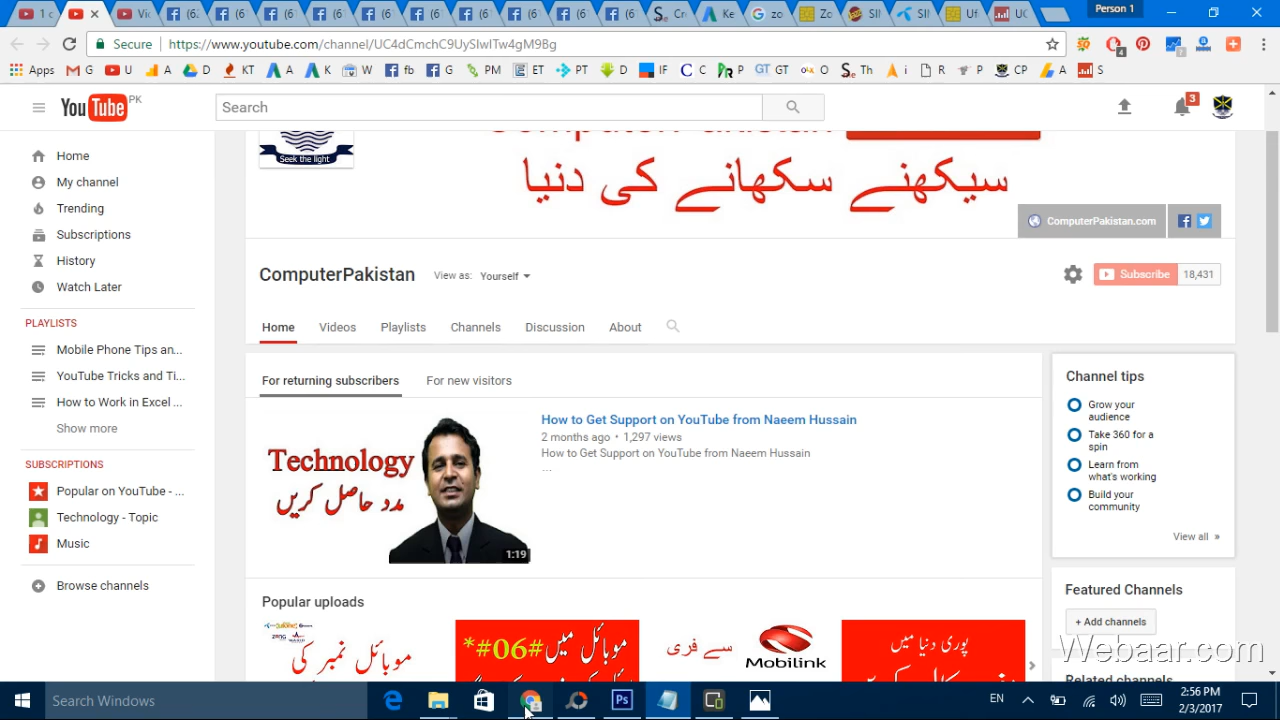 Person 1
Secure
https://www.youtube.com/channel/UC4dCmchC9UySIwITw4gM9Bg
Apps
YouTube PK
Search
3
Home
My channel
Trending
Subscriptions
History
Watch Later
PLAYLISTS
Mobile Phone Tips an...
YouTube Tricks and Ti...
How to Work in Excel ...
Show more
SUBSCRIPTIONS
Popular on YouTube - ...
Technology - Topic
Music
Browse channels
Seek the light
سیکھنے سکھانے کی دنیا
ComputerPakistan.com
ComputerPakistan
View as: Yourself
Subscribe 18,431
Home Videos Playlists Channels Discussion About
For returning subscribers For new visitors
Technology
مدد حاصل کریں
1:19
How to Get Support on YouTube from Naeem Hussain
2 months ago • 1,297 views
How to Get Support on YouTube from Naeem Hussain
...
Channel tips
Grow your
audience
Take 360 for a
spin
Learn from
what's working
Build your
community
View all »
Featured Channels
+ Add channels
Popular uploads
موبائل نمبر کی
موبائل میں #06#*
سے فری
Mobilink
پوری دنیا میں
Webaar.com
Search Windows
Ps
EN
2:56 PM
2/3/2017